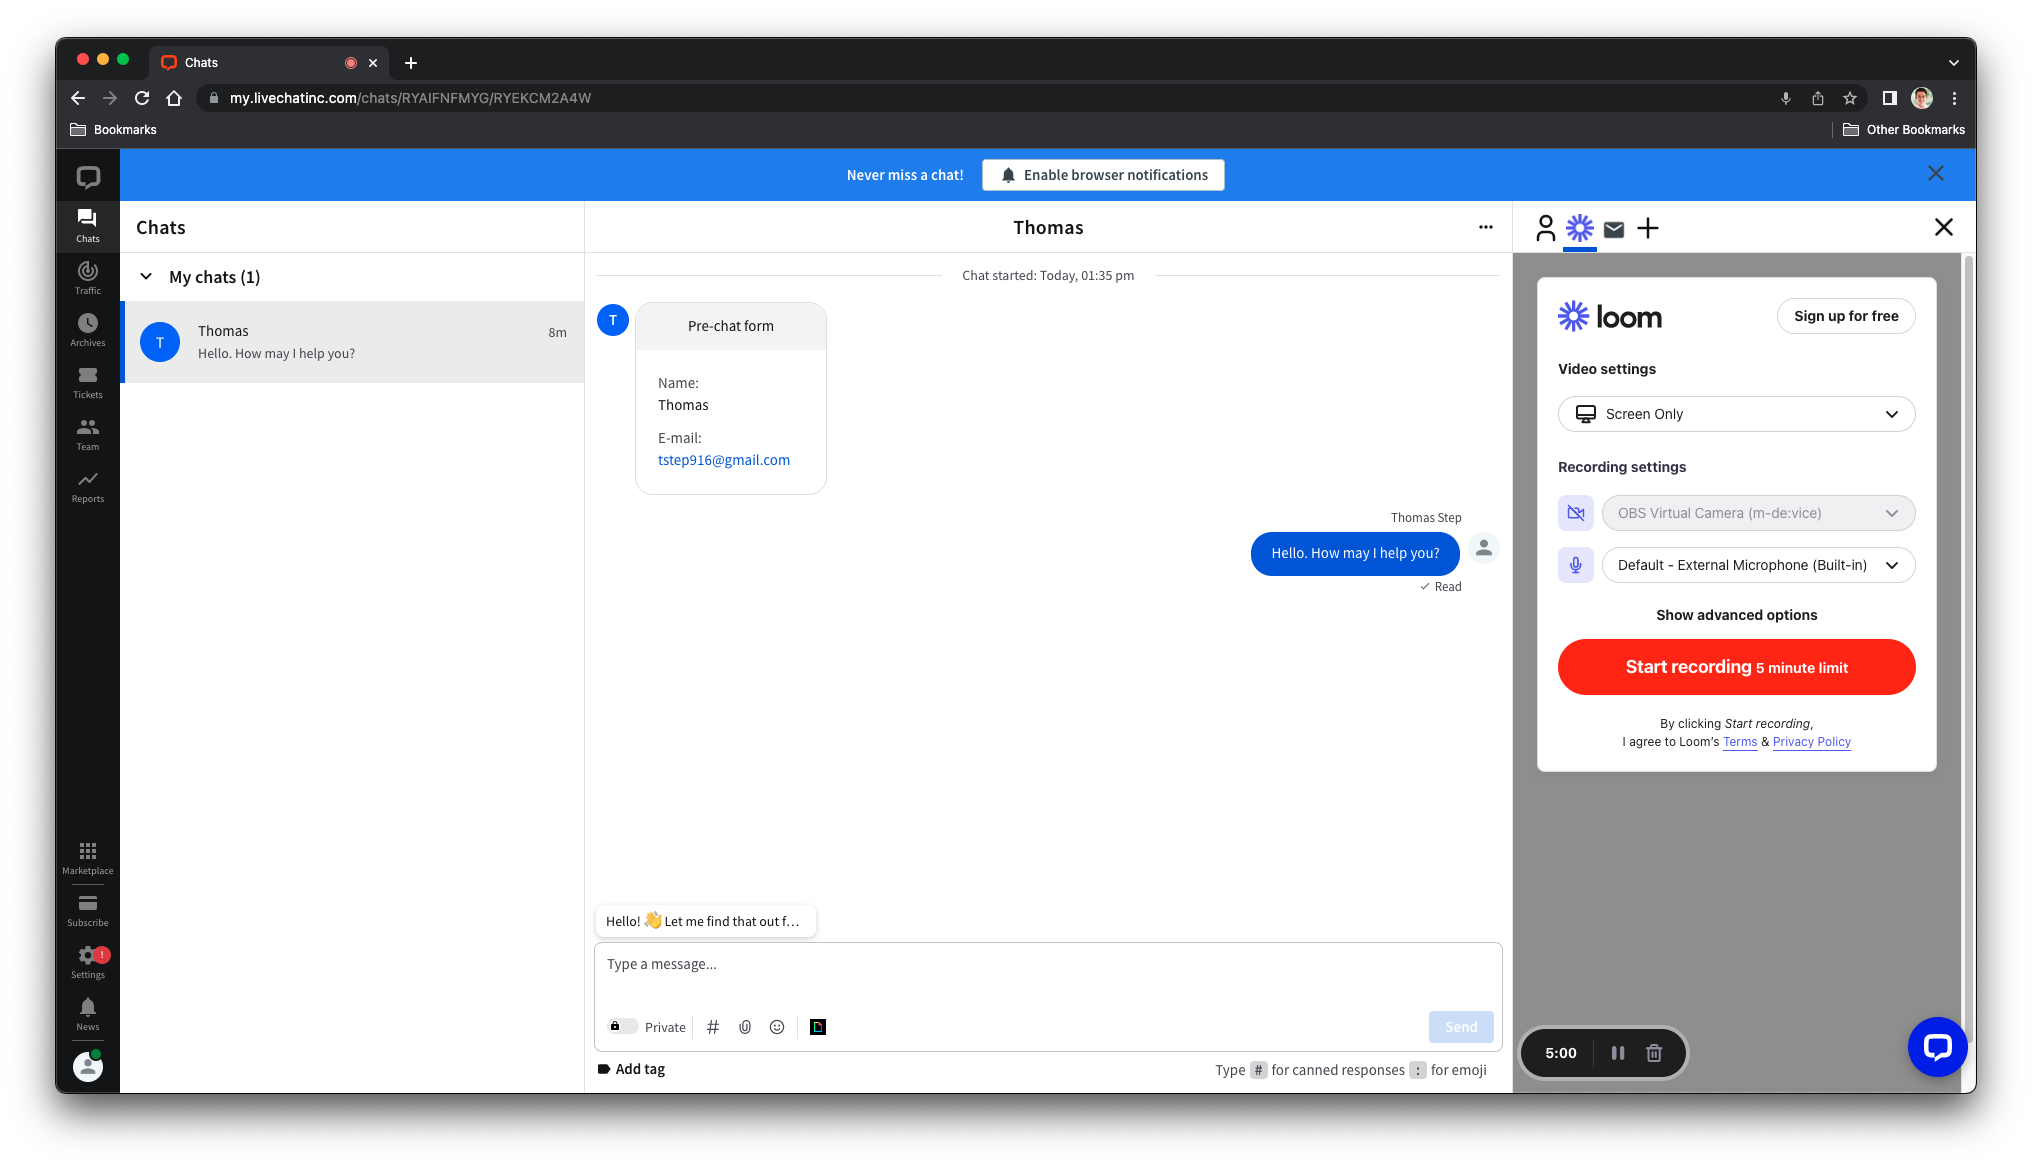 Chats
my.livechatinc.com/chats/RYAIFNFMYG/RYEKCM2A4W
Bookmarks
Other Bookmarks
Never miss a chat!
Enable browser notifications
Chats
Traffic
Archives
Tickets
Team
Reports
Marketplace
Subscribe
!
Settings
News
Chats
My chats (1)
T
Thomas
8m
Hello. How may I help you?
Thomas
Chat started: Today, 01:35 pm
T
Pre-chat form
Name:
Thomas
E-mail:
tstep916@gmail.com
Thomas Step
Hello. How may I help you?
Read
Hello! 👋 Let me find that out f...
Type a message...
Private
Send
Add tag
Type # for canned responses : for emoji
loom
Sign up for free
Video settings
Screen Only
Recording settings
OBS Virtual Camera (m-de:vice)
Default - External Microphone (Built-in)
Show advanced options
Start recording 5 minute limit
By clicking Start recording,
I agree to Loom's Terms & Privacy Policy
5:00